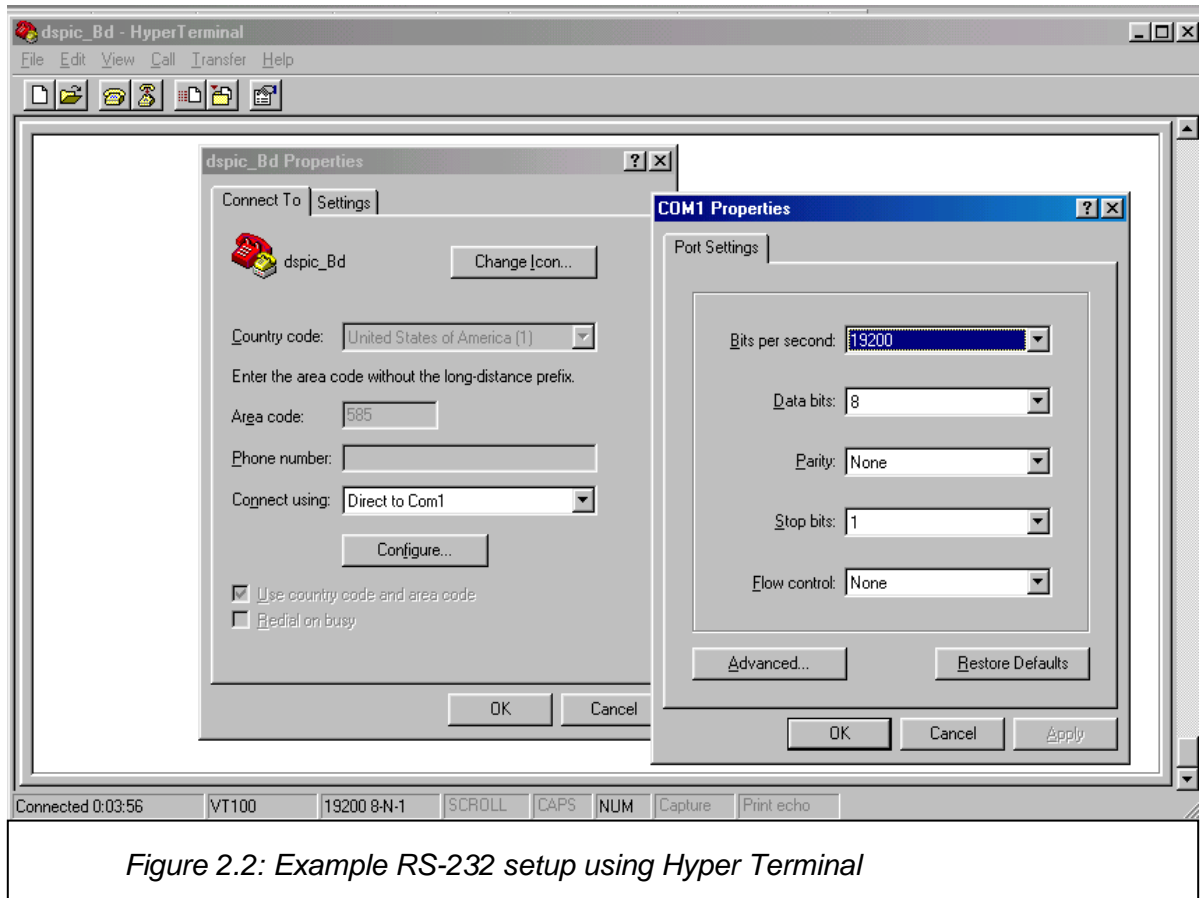 dspic_Bd - HyperTerminal
File Edit View Call Transfer Help
dspic_Bd Properties
Connect To Settings
dspic_Bd
Change Icon...
Country code: United States of America (1)
Enter the area code without the long-distance prefix.
Area code: 585
Phone number:
Connect using: Direct to Com1
Configure...
Use country code and area code
Redial on busy
OK Cancel
COM1 Properties
Port Settings
Bits per second: 19200
Data bits: 8
Parity: None
Stop bits: 1
Flow control: None
Advanced... Restore Defaults
OK Cancel Apply
Connected 0:03:56 VT100 19200 8-N-1 SCROLL CAPS NUM Capture Print echo
Figure 2.2: Example RS-232 setup using Hyper Terminal